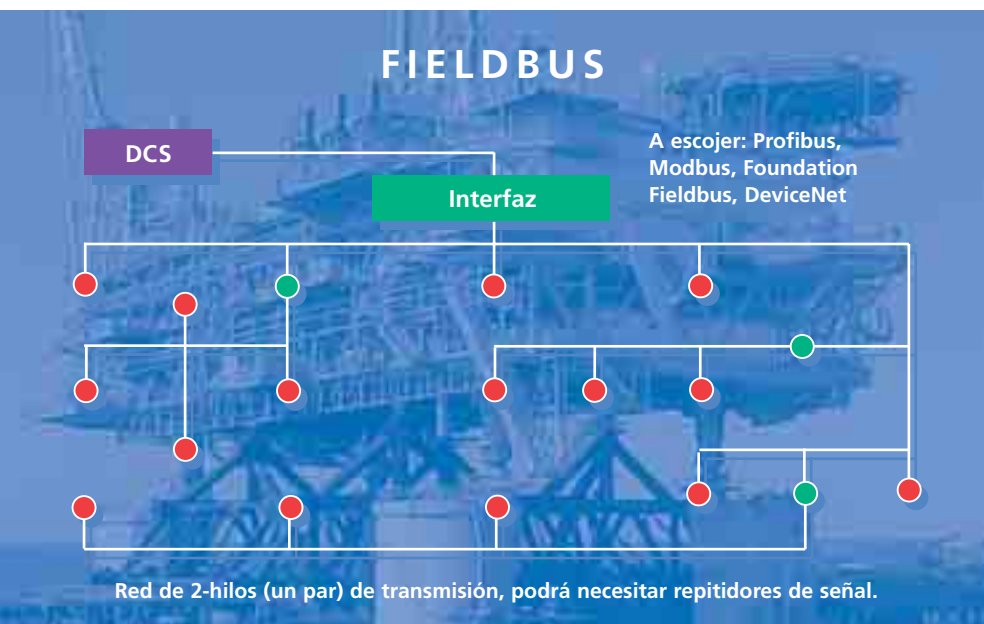 FIELDBUS
DCS
A escojer: Profibus,
Modbus, Foundation
Fieldbus, DeviceNet
Interfaz
Red de 2-hilos (un par) de transmisión, podrá necesitar repitidores de señal.